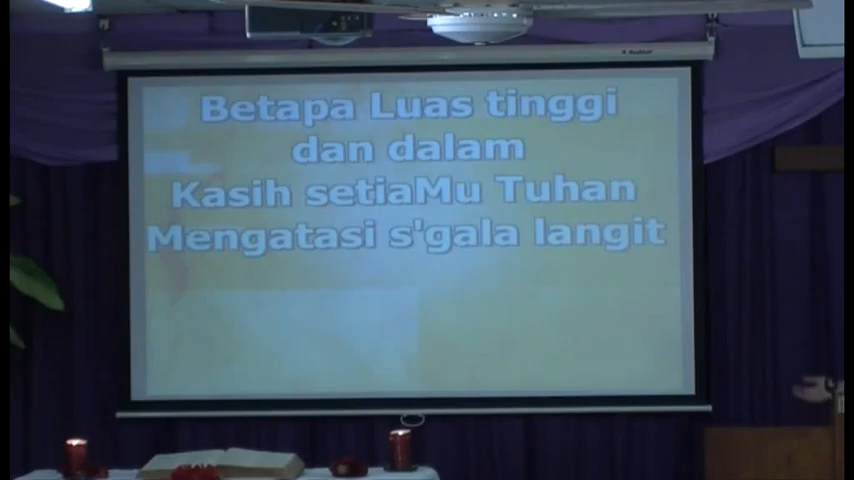 Betapa Luas tinggi
dan dalam
Kasih setiaMu Tuhan
Mengatasi s'gala langit